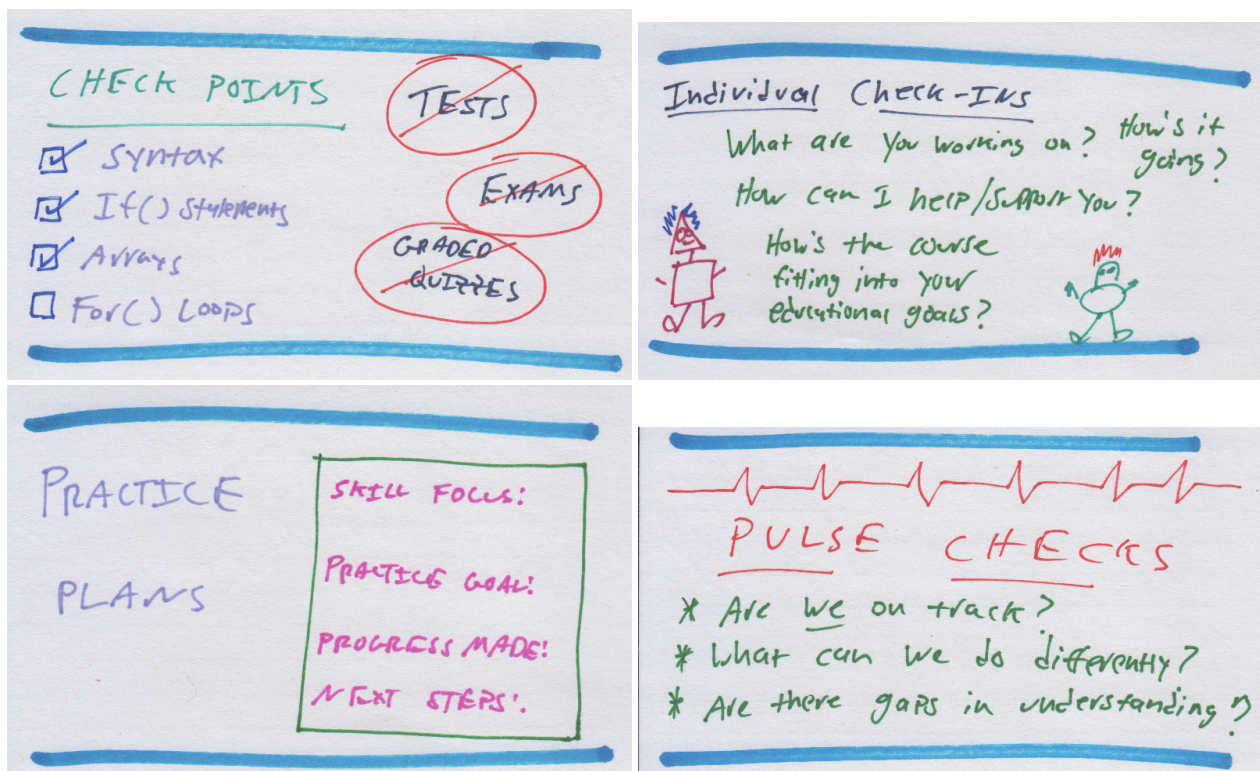 CHECK POINTS
Syntax
If() Statements
Arrays
For() Loops
TESTS
EXAMS
GRADED
QUIZZES
Individual Check-INs
What are you working on?
How's it
going?
How can I help/support you?
How's the course
fitting into your
educational goals?
PRACTICE
PLANS
SKILL FOCUS:
PRACTICE GOAL:
PROGRESS MADE:
NEXT STEPS:
PULSE CHECKS
* Are we on track?
* What can we do differently?
* Are there gaps in understanding?